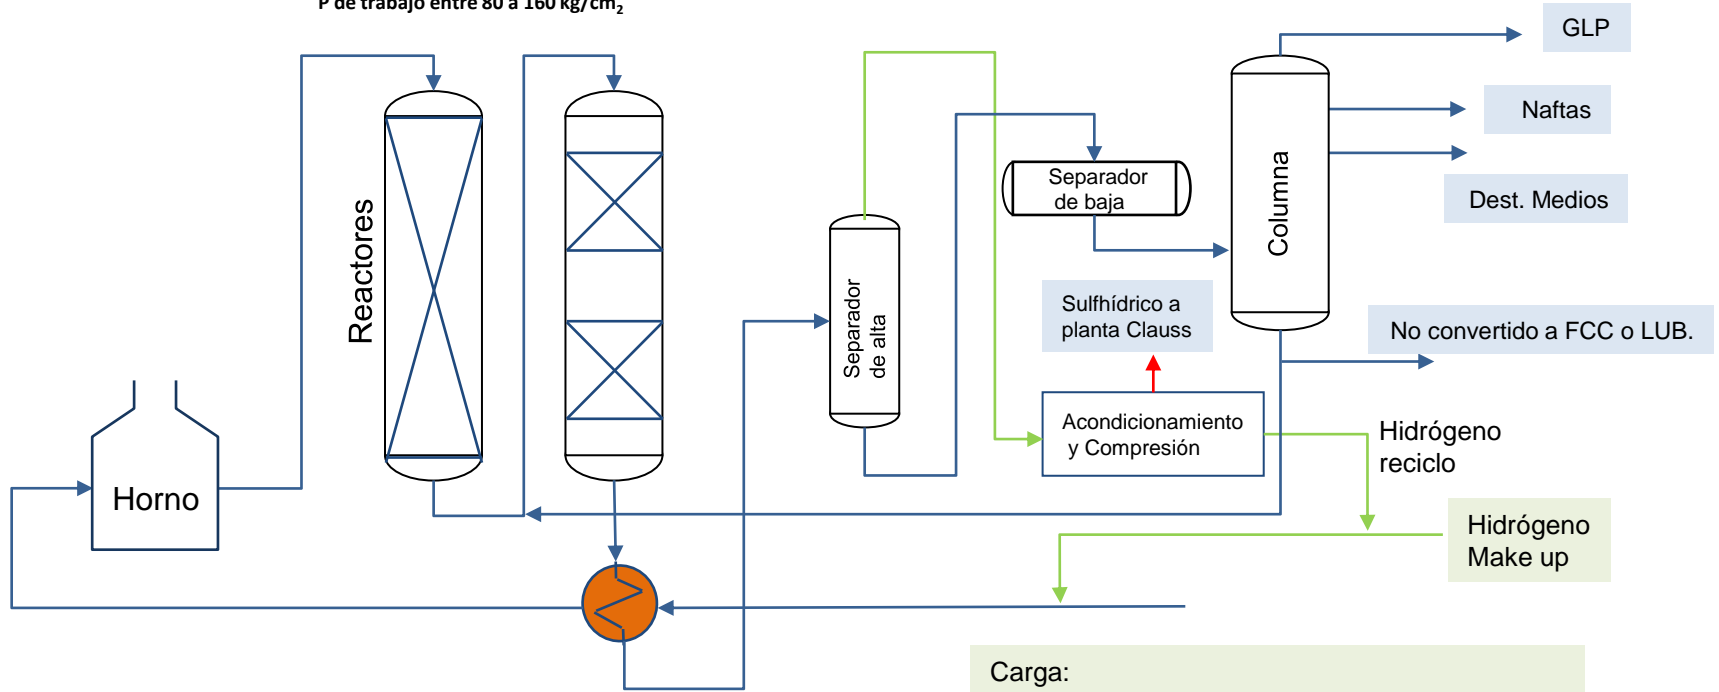 P de trabajo entre 80 a 160 kg/cm2
GLP
Naftas
Dest. Medios
Columna
Separador
de baja
Reactores
Separador
de alta
Sulfhídrico a
planta Clauss
No convertido a FCC o LUB.
Acondicionamiento
y Compresión
Hidrógeno
reciclo
Horno
Hidrógeno
Make up
Carga: